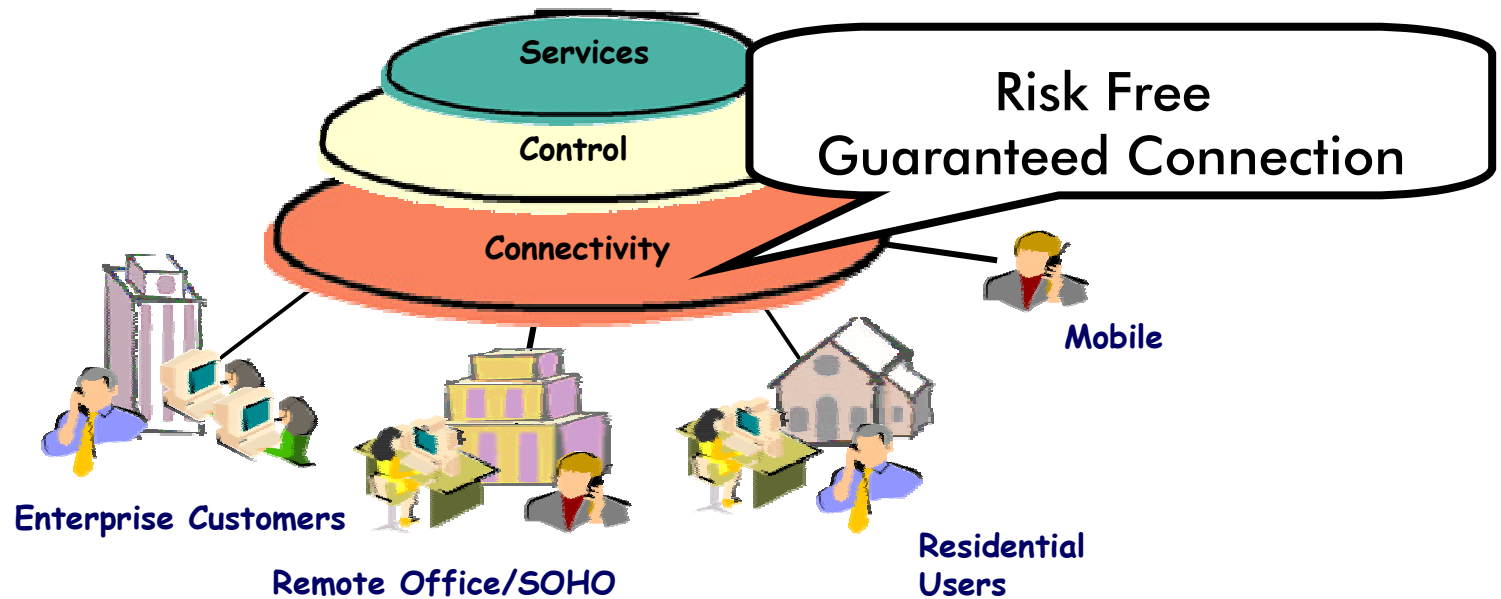 Services
Risk Free
Guaranteed Connection
Control
Connectivity
Mobile
Enterprise Customers
Remote Office/SOHO
Residential
Users